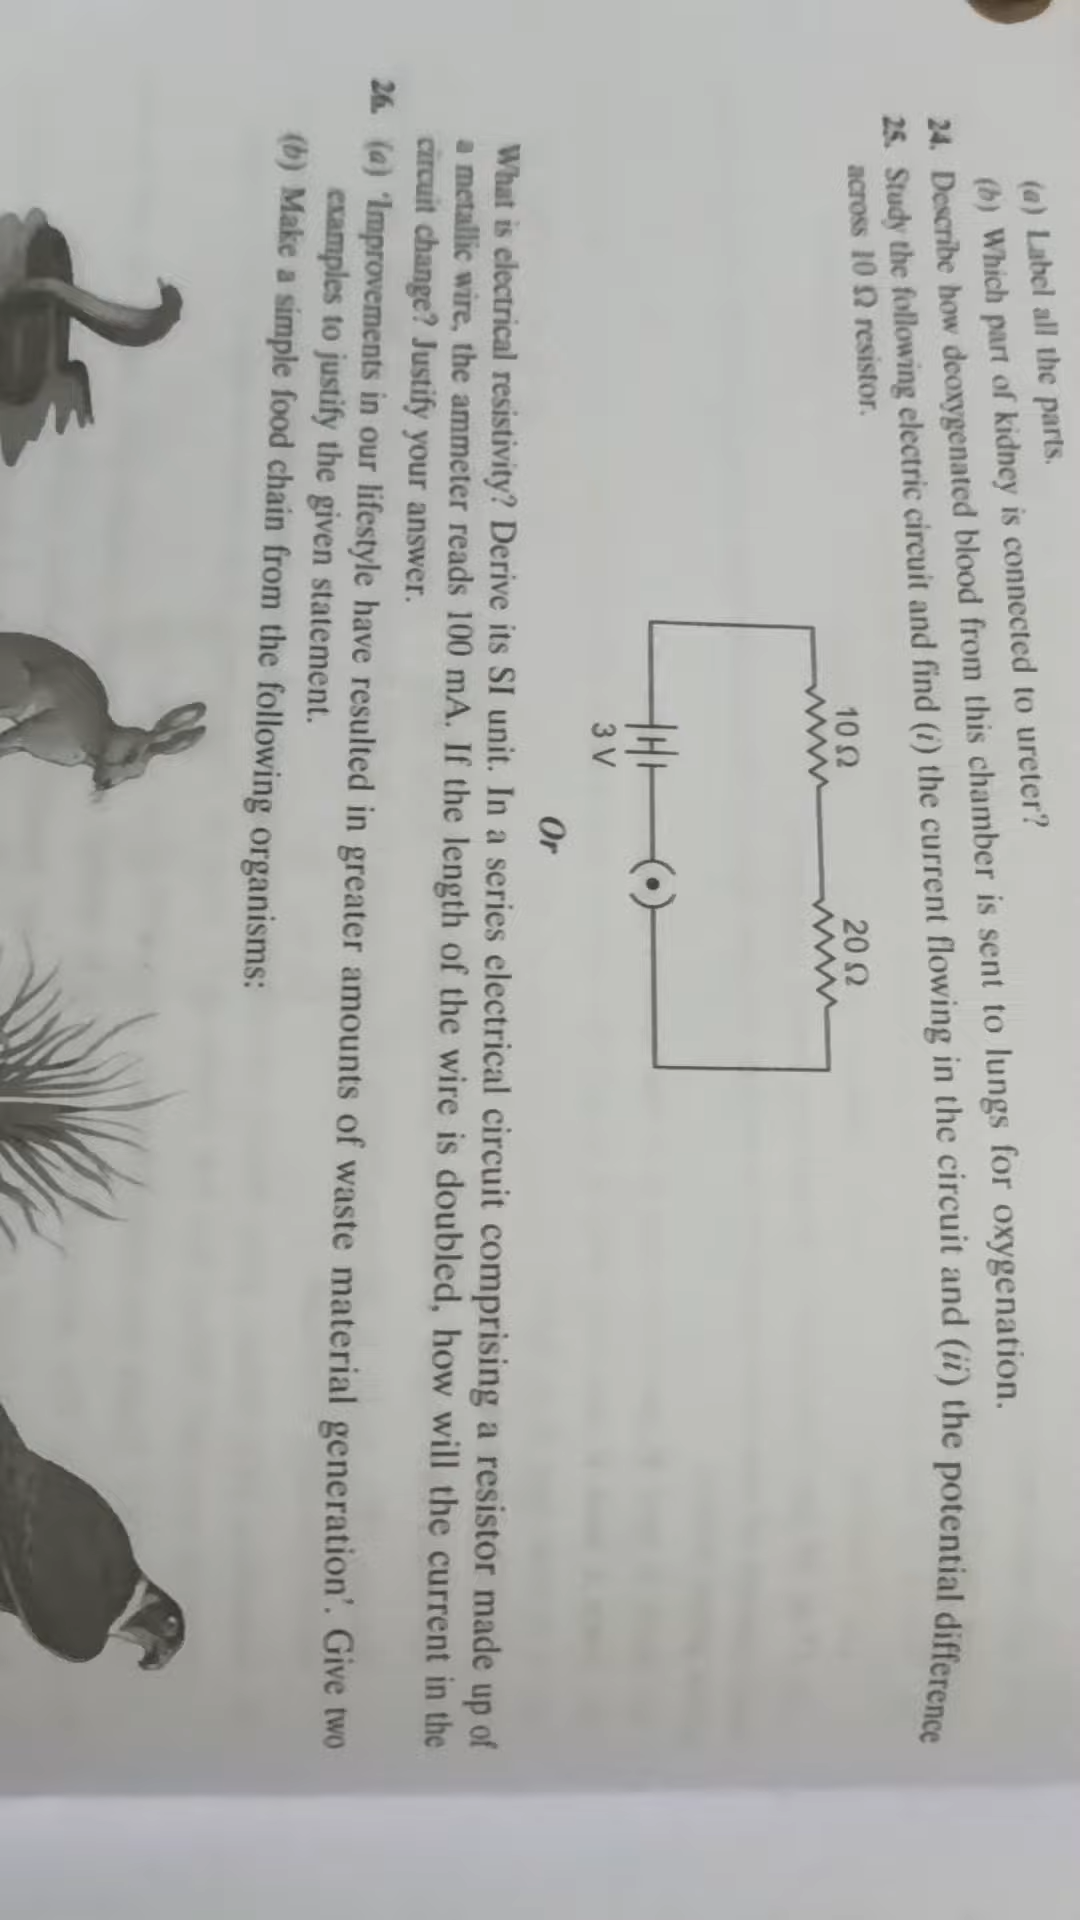 (a) Label all the parts.
(b) Which part of kidney is connected to ureter?
24. Describe how deoxygenated blood from this chamber is sent to lungs for oxygenation.
25. Study the following electric circuit and find (i) the current flowing in the circuit and (ii) the potential difference
across 10 Ω resistor.
10 Ω 20 Ω
3 V
Or
What is electrical resistivity? Derive its SI unit. In a series electrical circuit comprising a resistor made up of
a metallic wire, the ammeter reads 100 mA. If the length of the wire is doubled, how will the current in the
circuit change? Justify your answer.
26. (a) 'Improvements in our lifestyle have resulted in greater amounts of waste material generation'. Give two
examples to justify the given statement.
(b) Make a simple food chain from the following organisms: